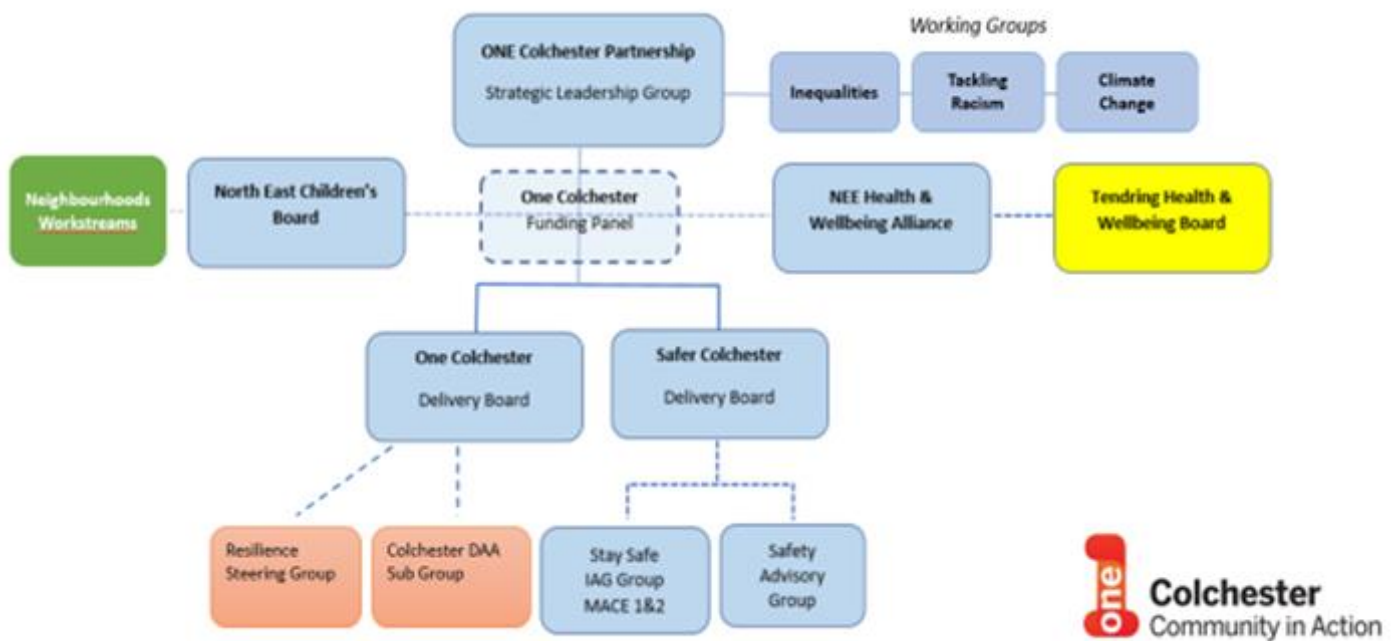 Working Groups
ONE Colchester Partnership
Strategic Leadership Group
Inequalities
Tackling
Racism
Climate
Change
Neighbourhoods
Workstreams
North East Children's
Board
One Colchester
Funding Panel
NEE Health &
Wellbeing Alliance
Tendring Health &
Wellbeing Board
One Colchester
Delivery Board
Safer Colchester
Delivery Board
Resilience
Steering Group
Colchester DAA
Sub Group
Stay Safe
IAG Group
MACE 1&2
Safety
Advisory
Group
one
Colchester
Community in Action